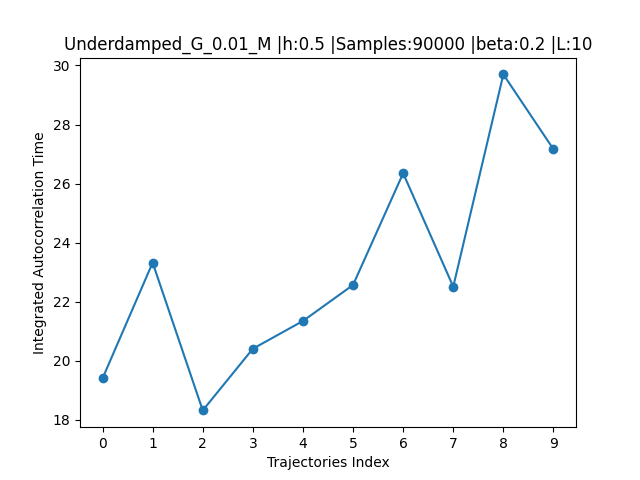 Underdamped_G_0.01_M |h:0.5 |Samples:90000 |beta:0.2 |L:10
30
28
26
24
22
20
18
Integrated Autocorrelation Time
0 1 2 3 4 5 6 7 8 9
Trajectories Index